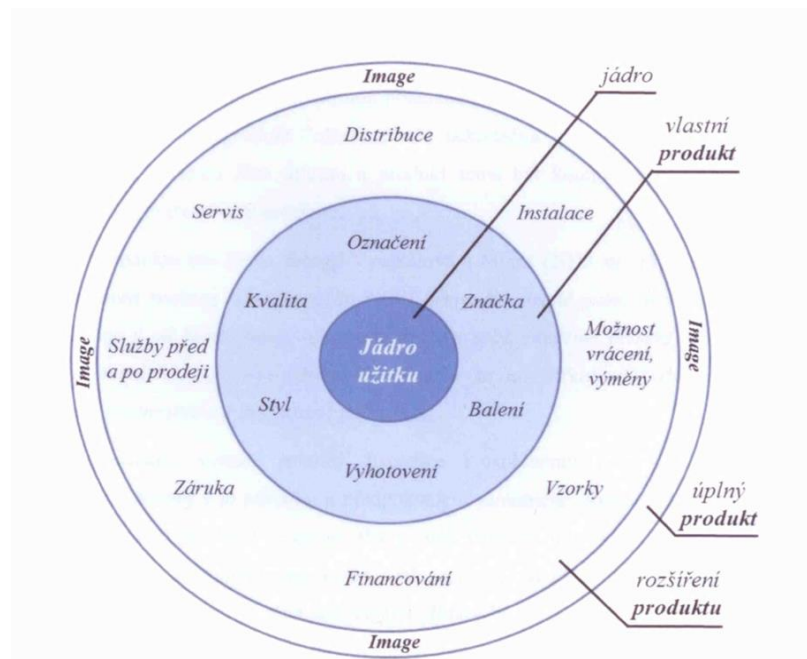 Image
jádro
vlastní
produkt
Distribuce
Servis
Instalace
Označení
Kvalita
Značka
Image
Služby před
a po prodeji
Jádro
užitku
Možnost
vrácení,
výměny
Image
Styl
Balení
Vyhotovení
Záruka
Vzorky
úplný
produkt
Financování
rozšíření
produktu
Image